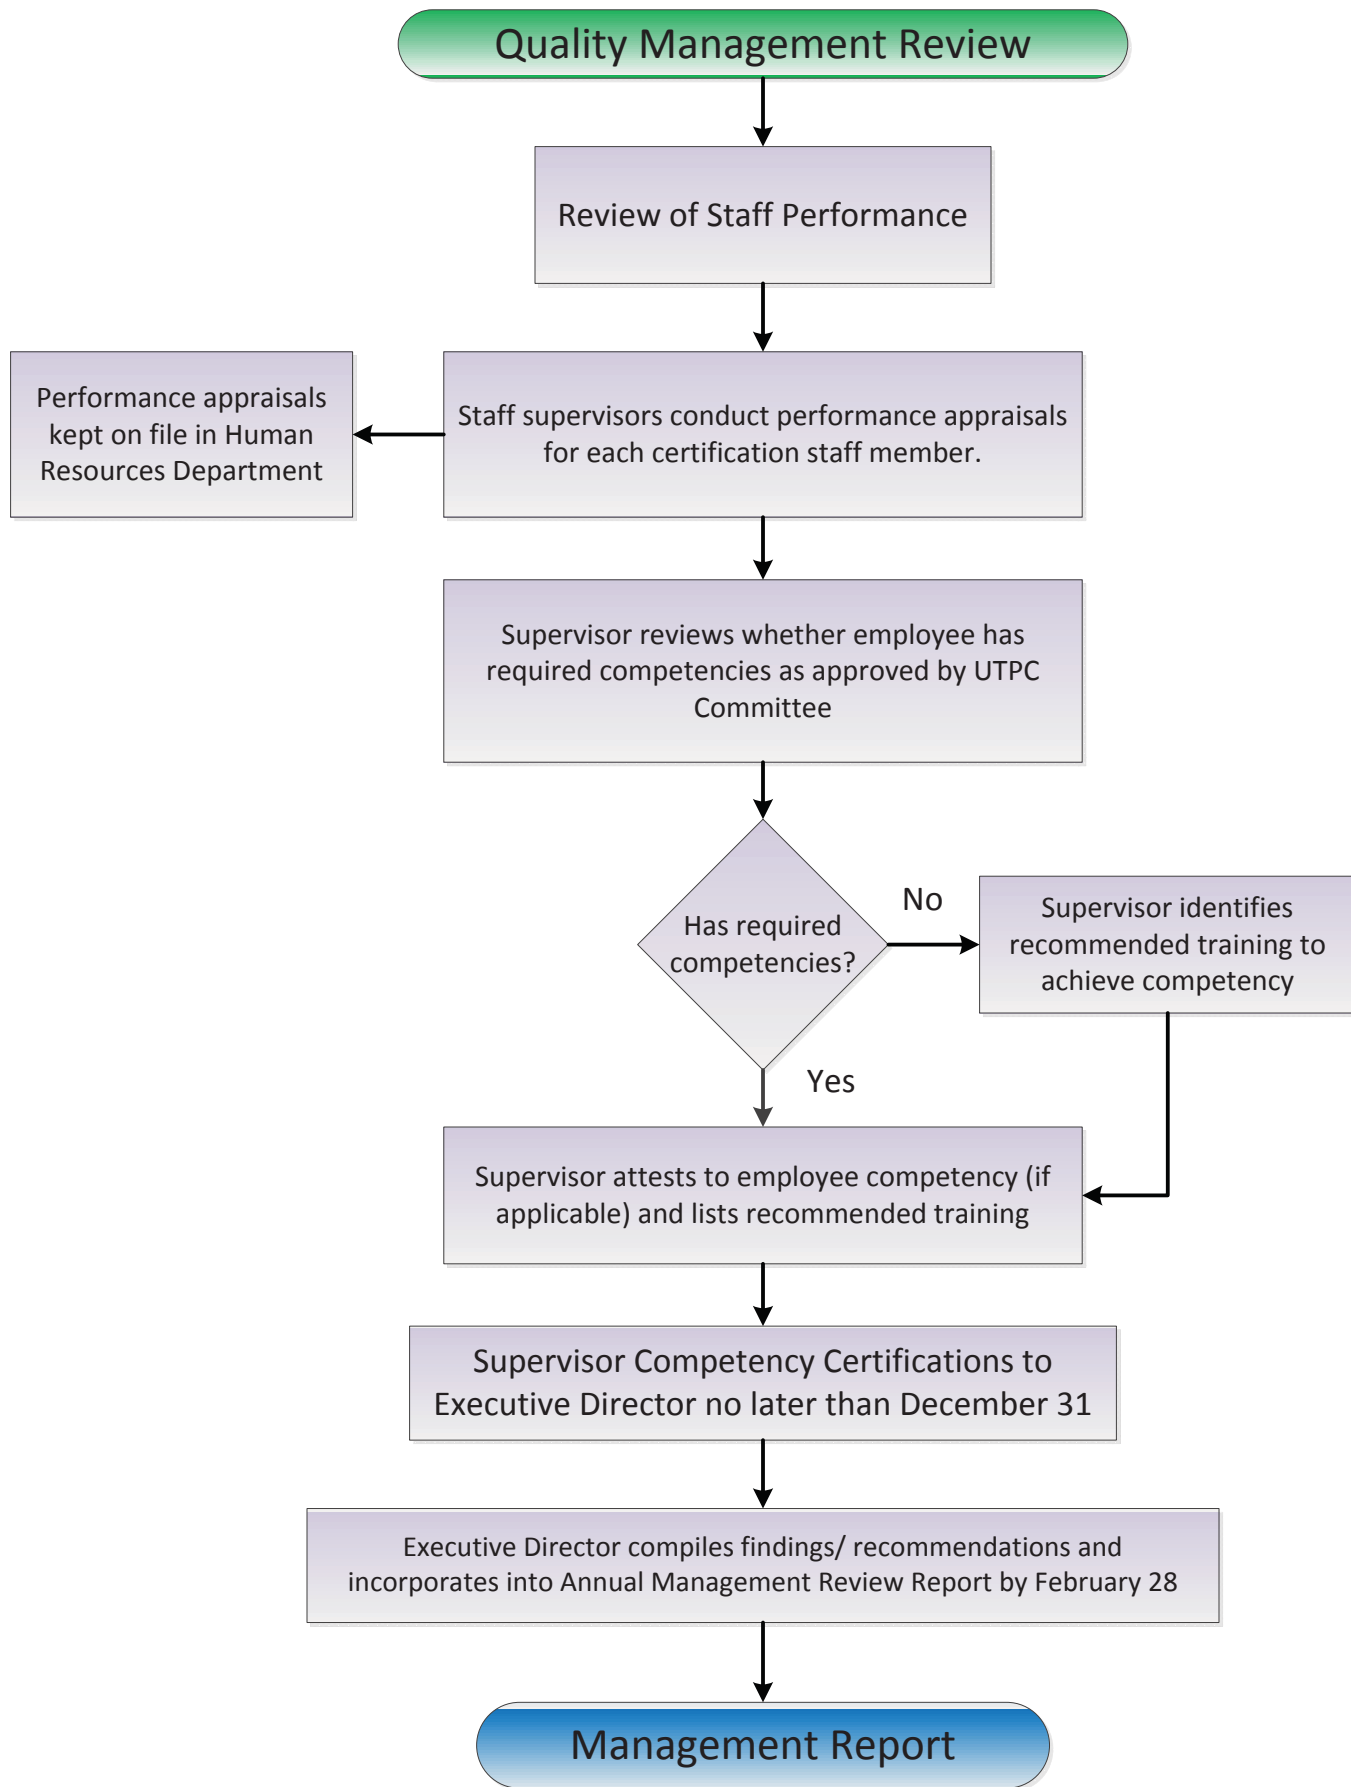 Quality Management Review
Review of Staff Performance
Performance appraisals
kept on file in Human
Resources Department
Staff supervisors conduct performance appraisals
for each certification staff member.
Supervisor reviews whether employee has
required competencies as approved by UTPC
Committee
Has required
competencies?
No
Supervisor identifies
recommended training to
achieve competency
Yes
Supervisor attests to employee competency (if
applicable) and lists recommended training
Supervisor Competency Certifications to
Executive Director no later than December 31
Executive Director compiles findings/ recommendations and
incorporates into Annual Management Review Report by February 28
Management Report